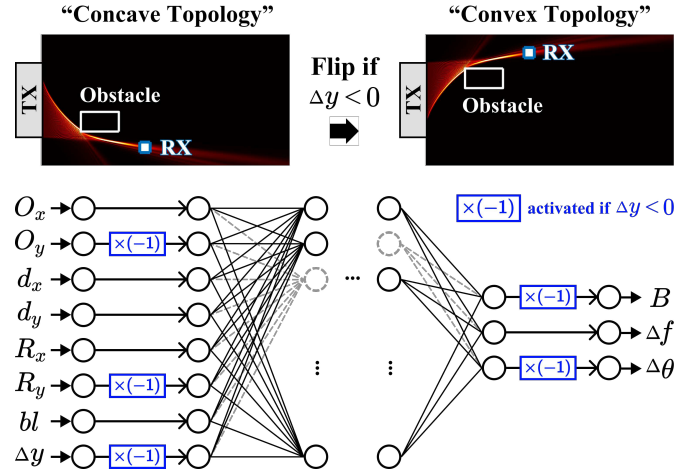 “Concave Topology”
“Convex Topology”
TX
Obstacle
RX
Flip if
Δy < 0
TX
RX
Obstacle
×(−1) activated if Δy < 0
O_x
O_y ×(−1)
d_x
d_y
R_x
R_y ×(−1)
bl
Δy ×(−1)
...
⋮
⋮
×(−1) B
Δf
×(−1) Δθ